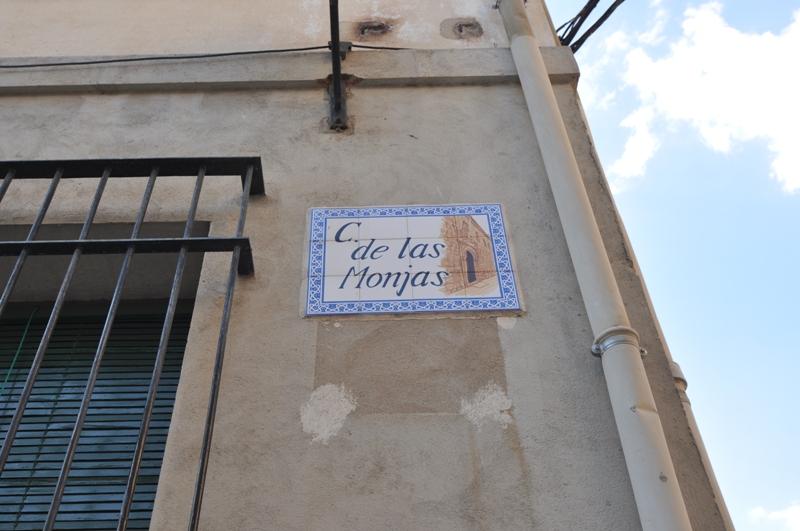 C.
de las
Monjas